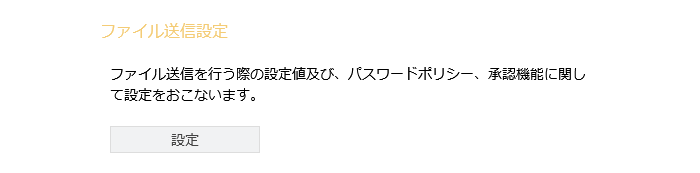 ファイル送信設定
ファイル送信を行う際の設定値及び、パスワードポリシー、承認機能に関し
て設定をおこないます。
設定